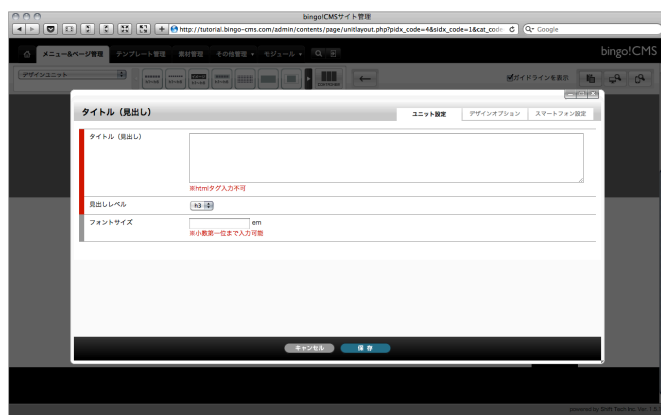 bingo!CMSサイト管理
http://tutorial.bingo-cms.com/admin/contents/page/unitlayout.php?pidx_code=4&sidx_code=1&cat_code
Google
メニュー&ページ管理 テンプレート管理 素材管理 その他管理 モジュール bingo!CMS
デザインユニット ガイドラインを表示
タイトル（見出し） ユニット設定 デザインオプション スマートフォン設定
タイトル（見出し）
※htmlタグ入力不可
見出しレベル h3
フォントサイズ em
※小数第一位まで入力可能
キャンセル 保 存